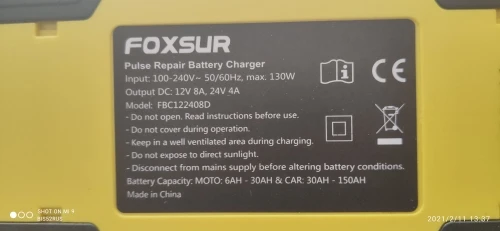 FOXSUR
Pulse Repair Battery Charger
Input: 100-240V~ 50/60Hz, max. 130W
Output DC: 12V 8A, 24V 4A
Model: FBC122408D
- Do not open. Read instructions before use.
- Do not cover during operation.
- Keep in a well ventilated area during charging.
- Do not expose to direct sunlight.
- Disconnect from mains supply before altering battery conditions.
Battery Capacity: MOTO: 6AH - 30AH & CAR: 30AH - 150AH
Made in China
i
CE
SHOT ON MI 9
2021/2/11 13:37